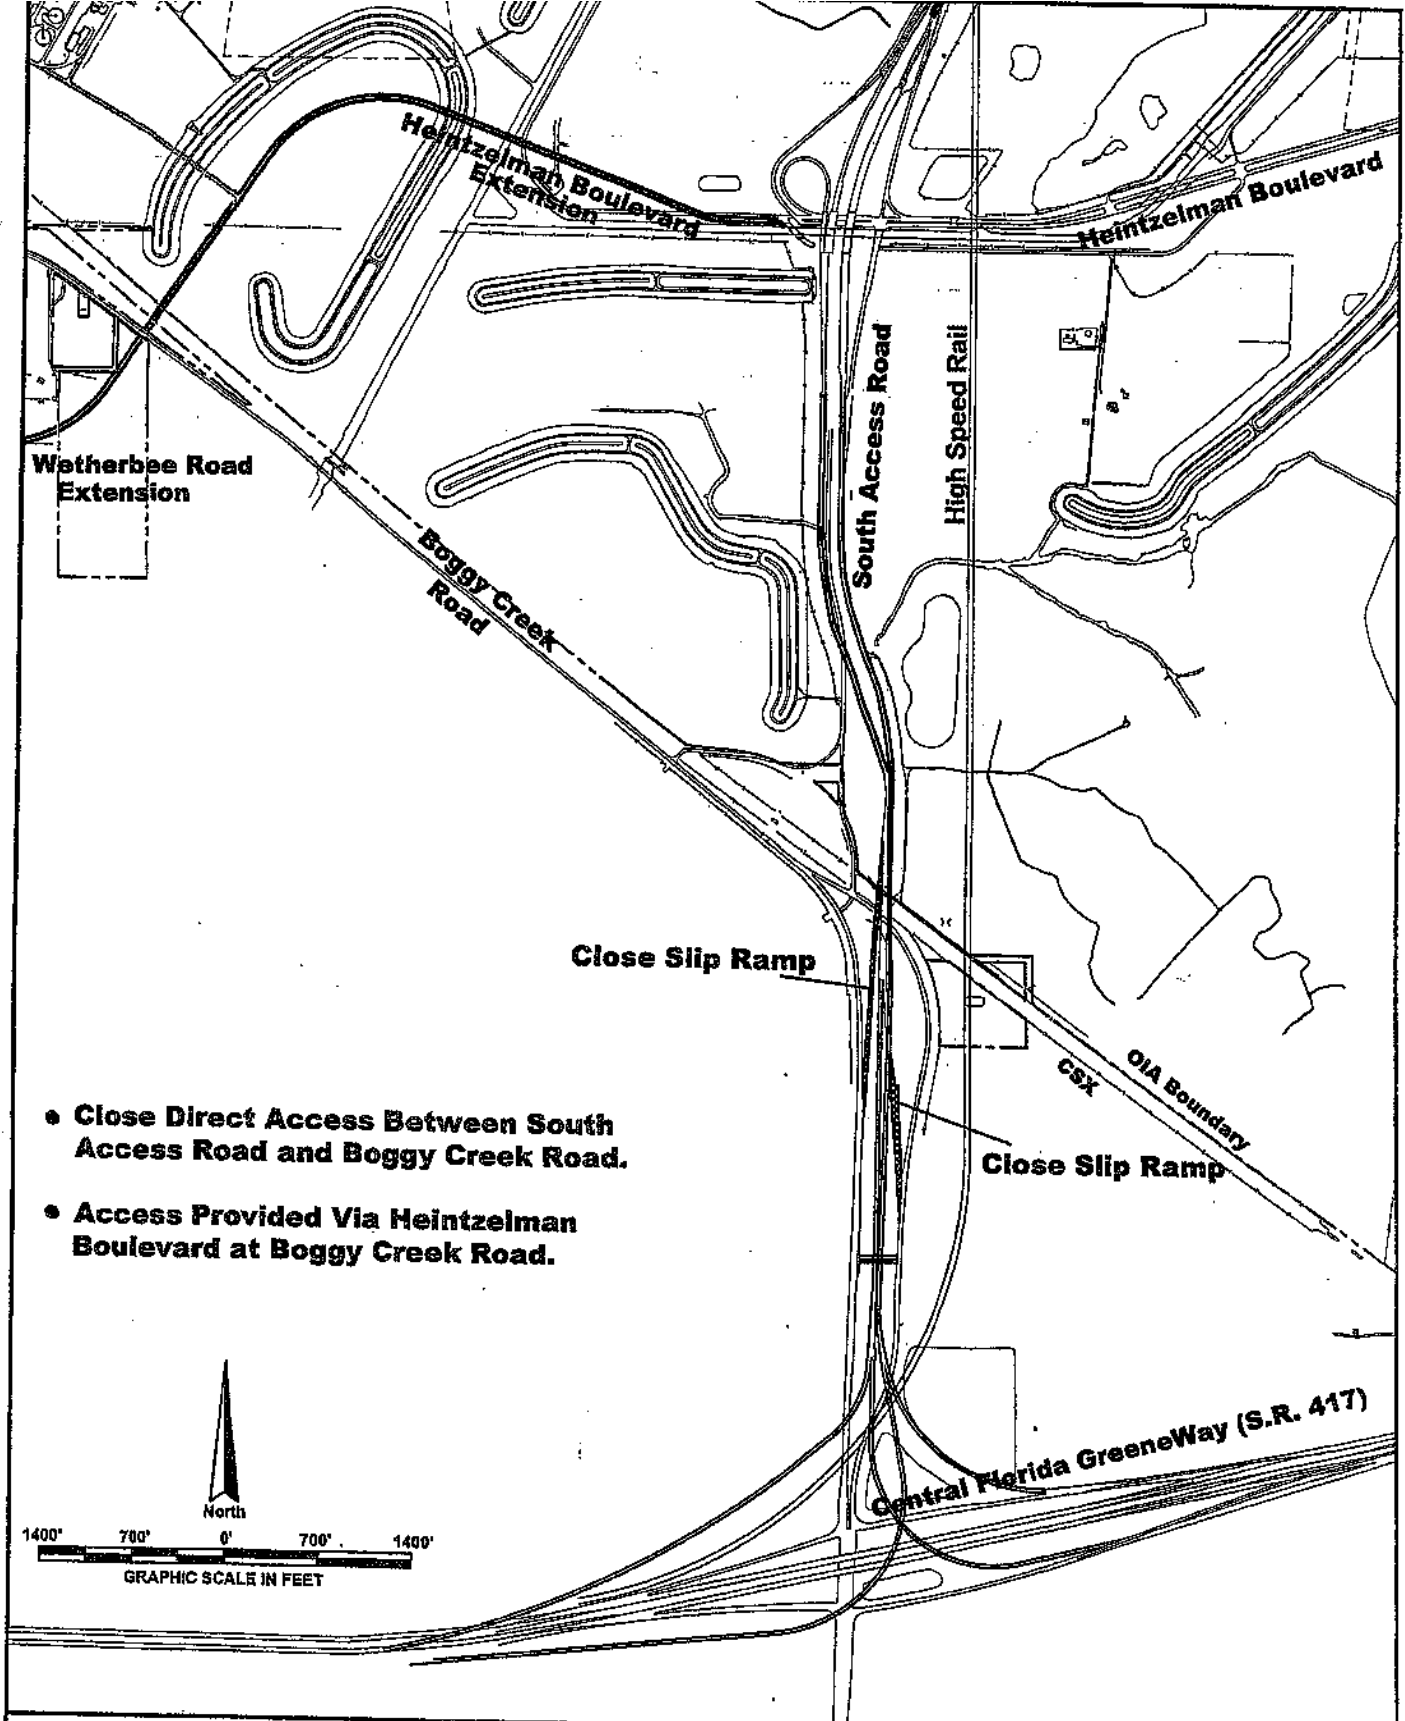 Heintzelman Boulevard
Extension
Heintzelman Boulevard
South Access Road
High Speed Rail
Wetherbee Road
Extension
Boggy Creek
Road
Close Slip Ramp
OIA Boundary
CSX
Close Slip Ramp
• Close Direct Access Between South
Access Road and Boggy Creek Road.
• Access Provided Via Heintzelman
Boulevard at Boggy Creek Road.
Central Florida GreeneWay (S.R. 417)
North
1400' 700' 0' 700' 1400'
GRAPHIC SCALE IN FEET